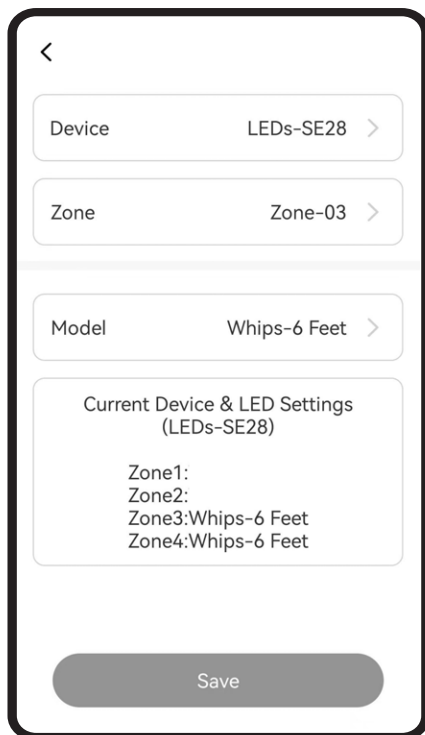 Device LEDs-SE28
Zone Zone-03
Model Whips-6 Feet
Current Device & LED Settings
(LEDs-SE28)
Zone1:
Zone2:
Zone3:Whips-6 Feet
Zone4:Whips-6 Feet
Save